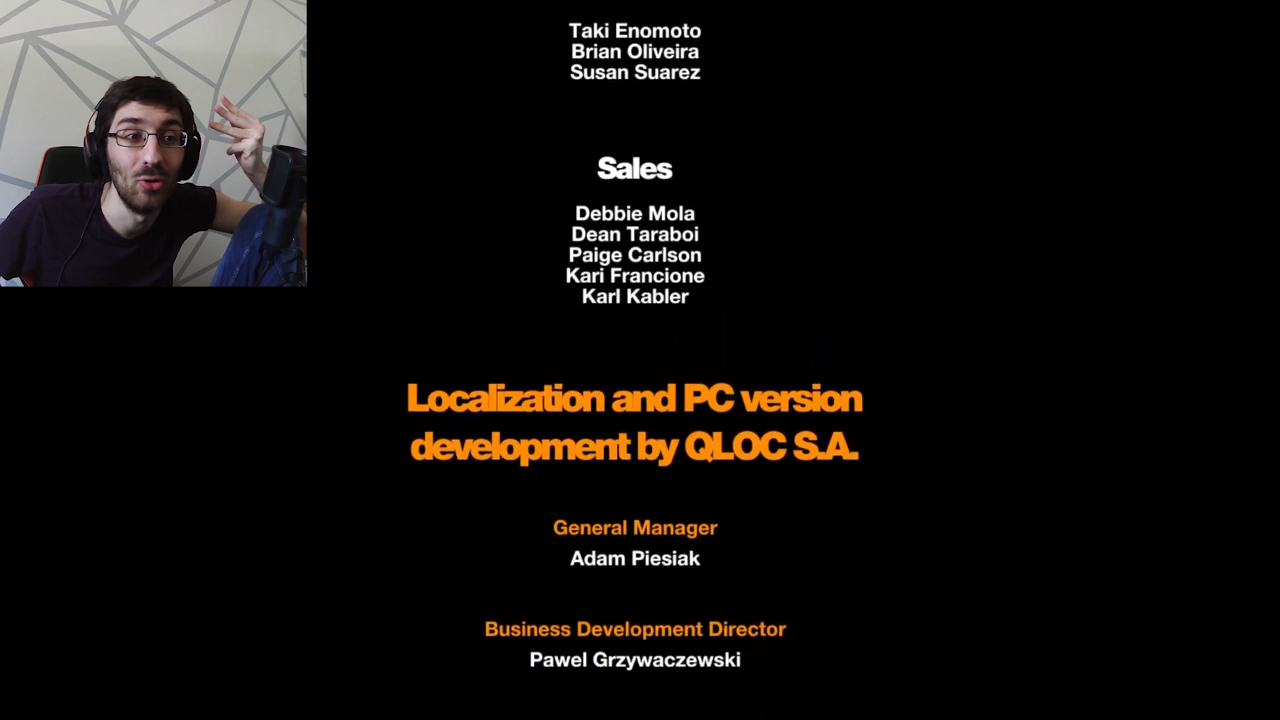 Taki Enomoto
Brian Oliveira
Susan Suarez
Sales
Debbie Mola
Dean Taraboi
Paige Carlson
Kari Francione
Karl Kabler
Localization and PC version
development by QLOC S.A.
General Manager
Adam Piesiak
Business Development Director
Pawel Grzywaczewski